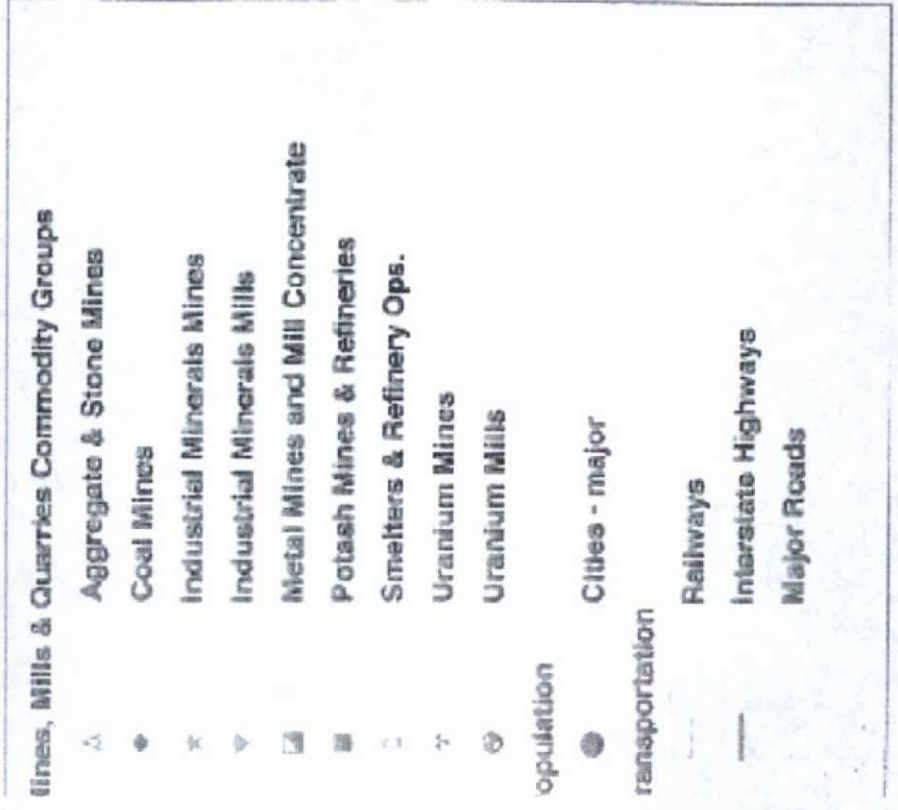 lines, Mills & Quarries Commodity Groups
Aggregate & Stone Mines
Coal Mines
Industrial Minerals Mines
Industrial Minerals Mills
Metal Mines and Mill Concentrate
Potash Mines & Refineries
Smelters & Refinery Ops.
Uranium Mines
Uranium Mills
opulation
Cities - major
ransportation
Railways
Interstate Highways
Major Roads